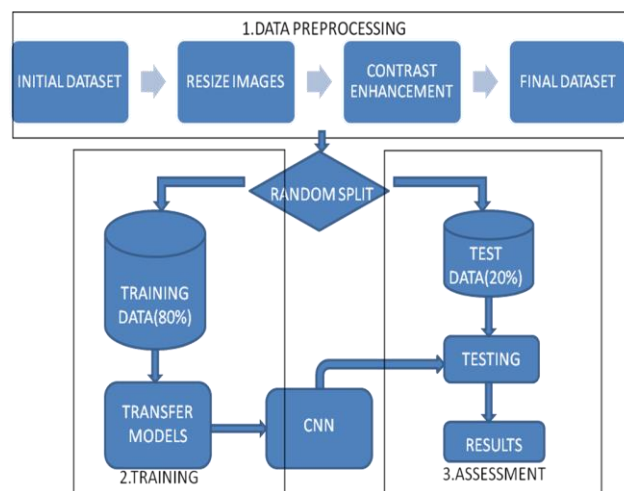 1.DATA PREPROCESSING
INITIAL DATASET
RESIZE IMAGES
CONTRAST
ENHANCEMENT
FINAL DATASET
RANDOM SPLIT
TRAINING
DATA(80%)
TEST
DATA(20%)
TESTING
TRANSFER
MODELS
CNN
RESULTS
2.TRAINING
3.ASSESSMENT